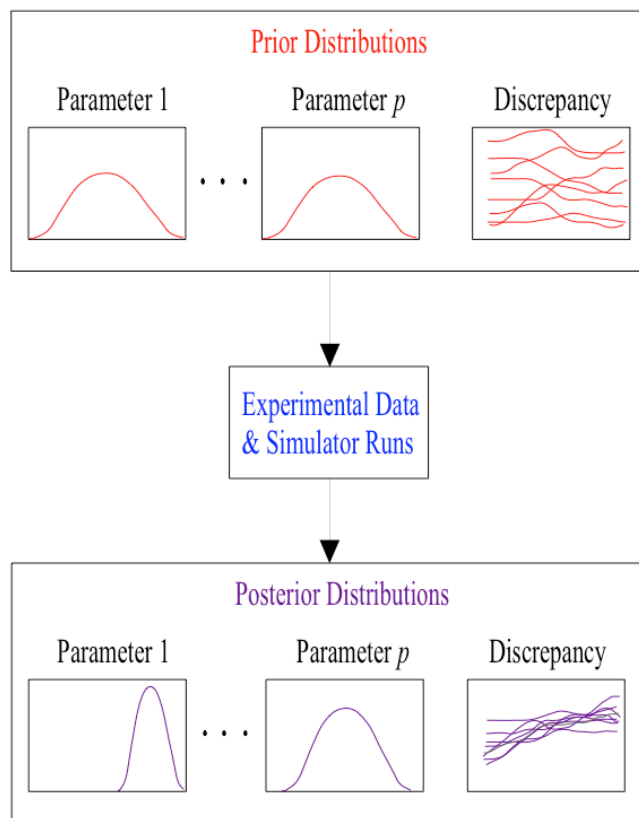 Prior Distributions
Parameter 1
Parameter p
Discrepancy
. . .
Experimental Data
& Simulator Runs
Posterior Distributions
Parameter 1
Parameter p
Discrepancy
. . .